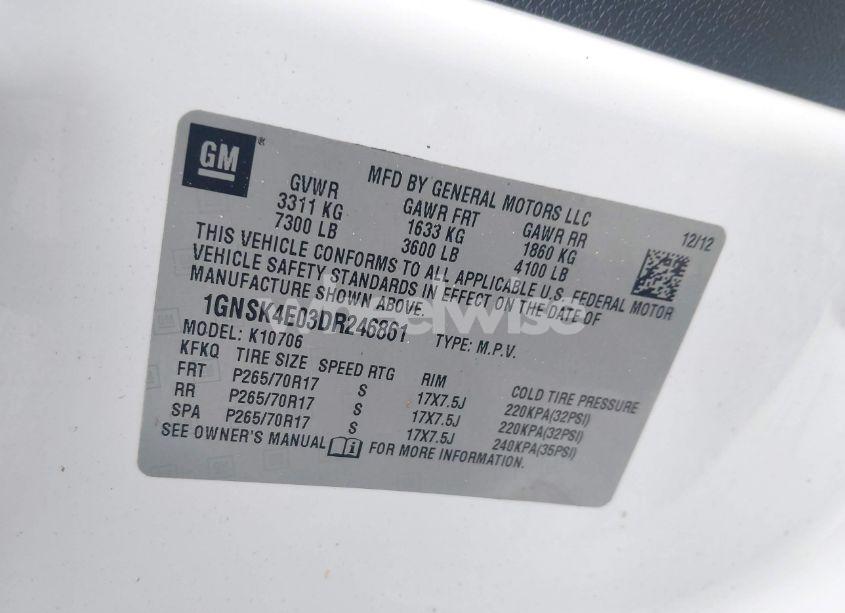 GM
MFD BY GENERAL MOTORS LLC
GVWR GAWR FRT GAWR RR 12/12
3311 KG 1633 KG 1860 KG
7300 LB 3600 LB 4100 LB
THIS VEHICLE CONFORMS TO ALL APPLICABLE U.S. FEDERAL MOTOR
VEHICLE SAFETY STANDARDS IN EFFECT ON THE DATE OF
MANUFACTURE SHOWN ABOVE.
1GNSK4E03DR246861 TYPE: M.P.V.
wheelwise
MODEL: K10706
KFKQ TIRE SIZE SPEED RTG RIM COLD TIRE PRESSURE
FRT P265/70R17 S 17X7.5J 220KPA(32PSI)
RR P265/70R17 S 17X7.5J 220KPA(32PSI)
SPA P265/70R17 S 17X7.5J 240KPA(35PSI)
SEE OWNER'S MANUAL FOR MORE INFORMATION.